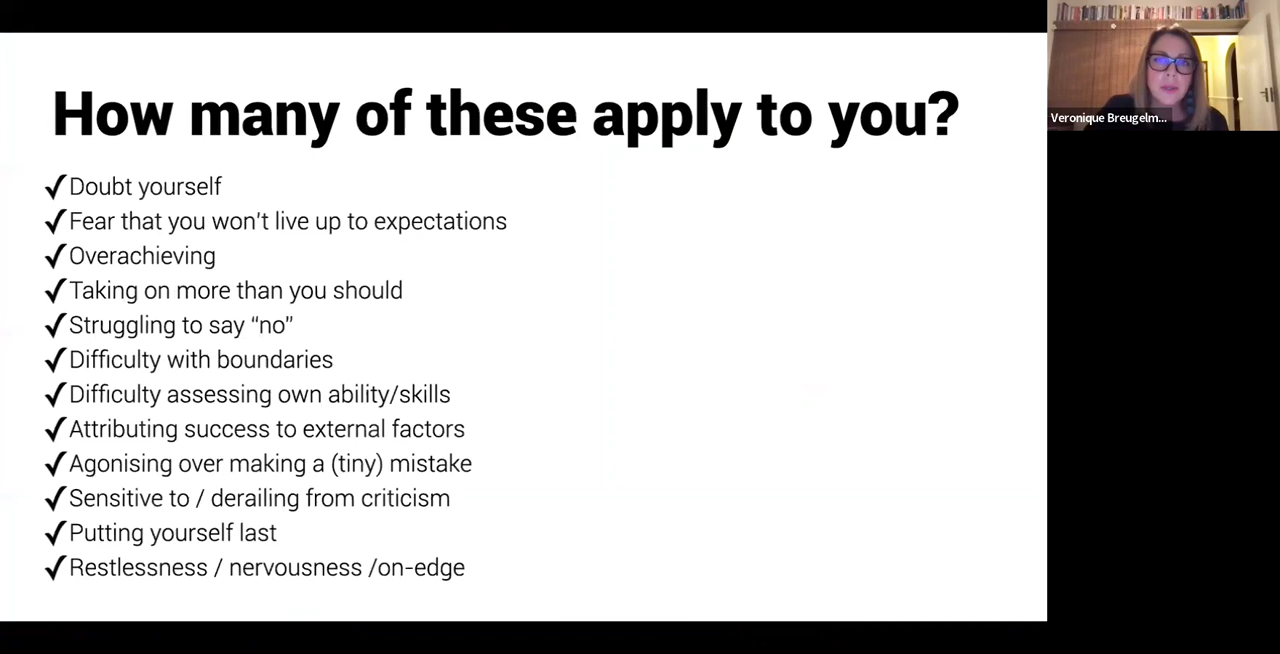 How many of these apply to you?
✓Doubt yourself
✓Fear that you won't live up to expectations
✓Overachieving
✓Taking on more than you should
✓Struggling to say “no”
✓Difficulty with boundaries
✓Difficulty assessing own ability/skills
✓Attributing success to external factors
✓Agonising over making a (tiny) mistake
✓Sensitive to / derailing from criticism
✓Putting yourself last
✓Restlessness / nervousness /on-edge
Veronique Breugelm...